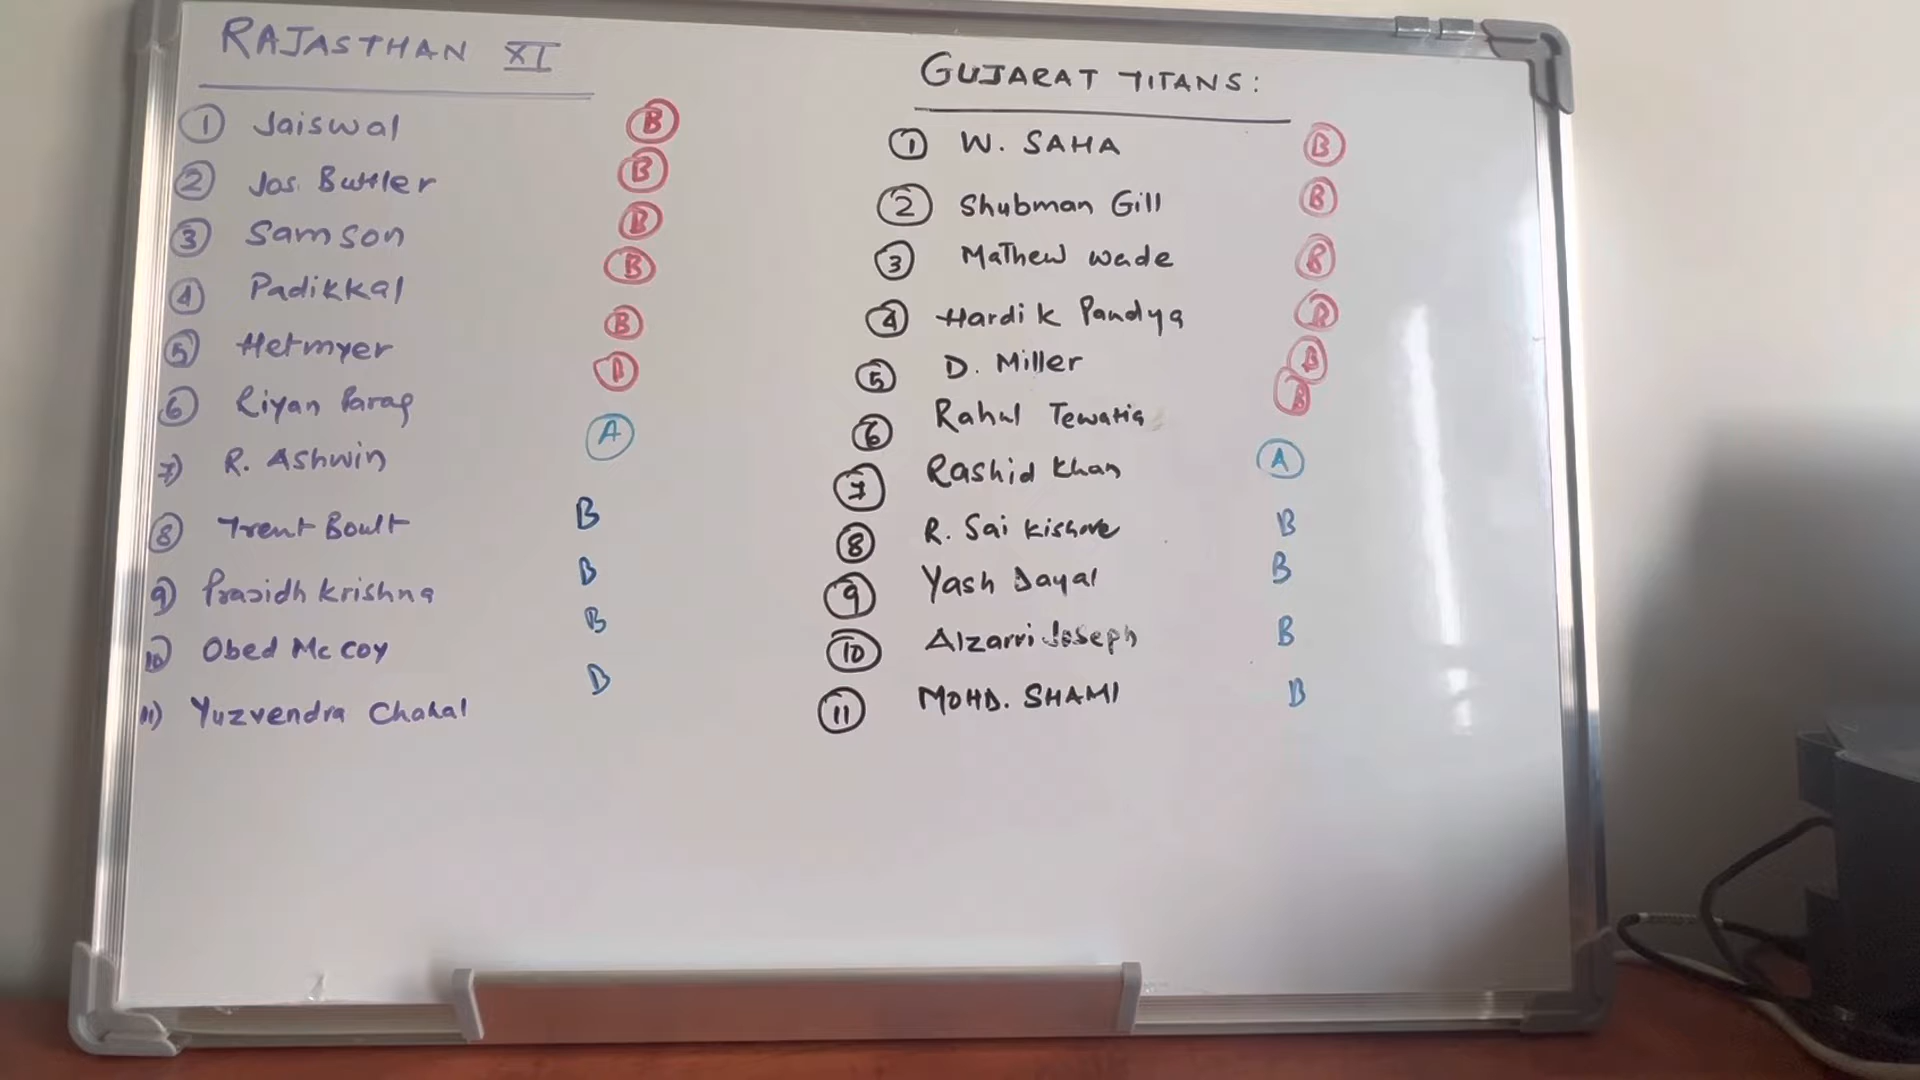 RAJASTHAN XI
1 Jaiswal B
2 Jos Buttler B
3 Samson B
4 Padikkal B
5 Hetmyer B
6 Riyan Parag B
7) R. Ashwin A
8 Trent Boult B
9) Prasidh Krishna B
10) Obed Mc coy B
11) Yuzvendra Chahal B
GUJARAT TITANS:
1 W. SAHA B
2 Shubman Gill B
3 Mathew wade B
4 Hardik Pandya B
5 D. Miller B
6 Rahul Tewatia B
7 Rashid Khan A
8 R. Sai Kishore B
9 Yash Dayal B
10 Alzarri Joseph B
11 MOHD. SHAMI B